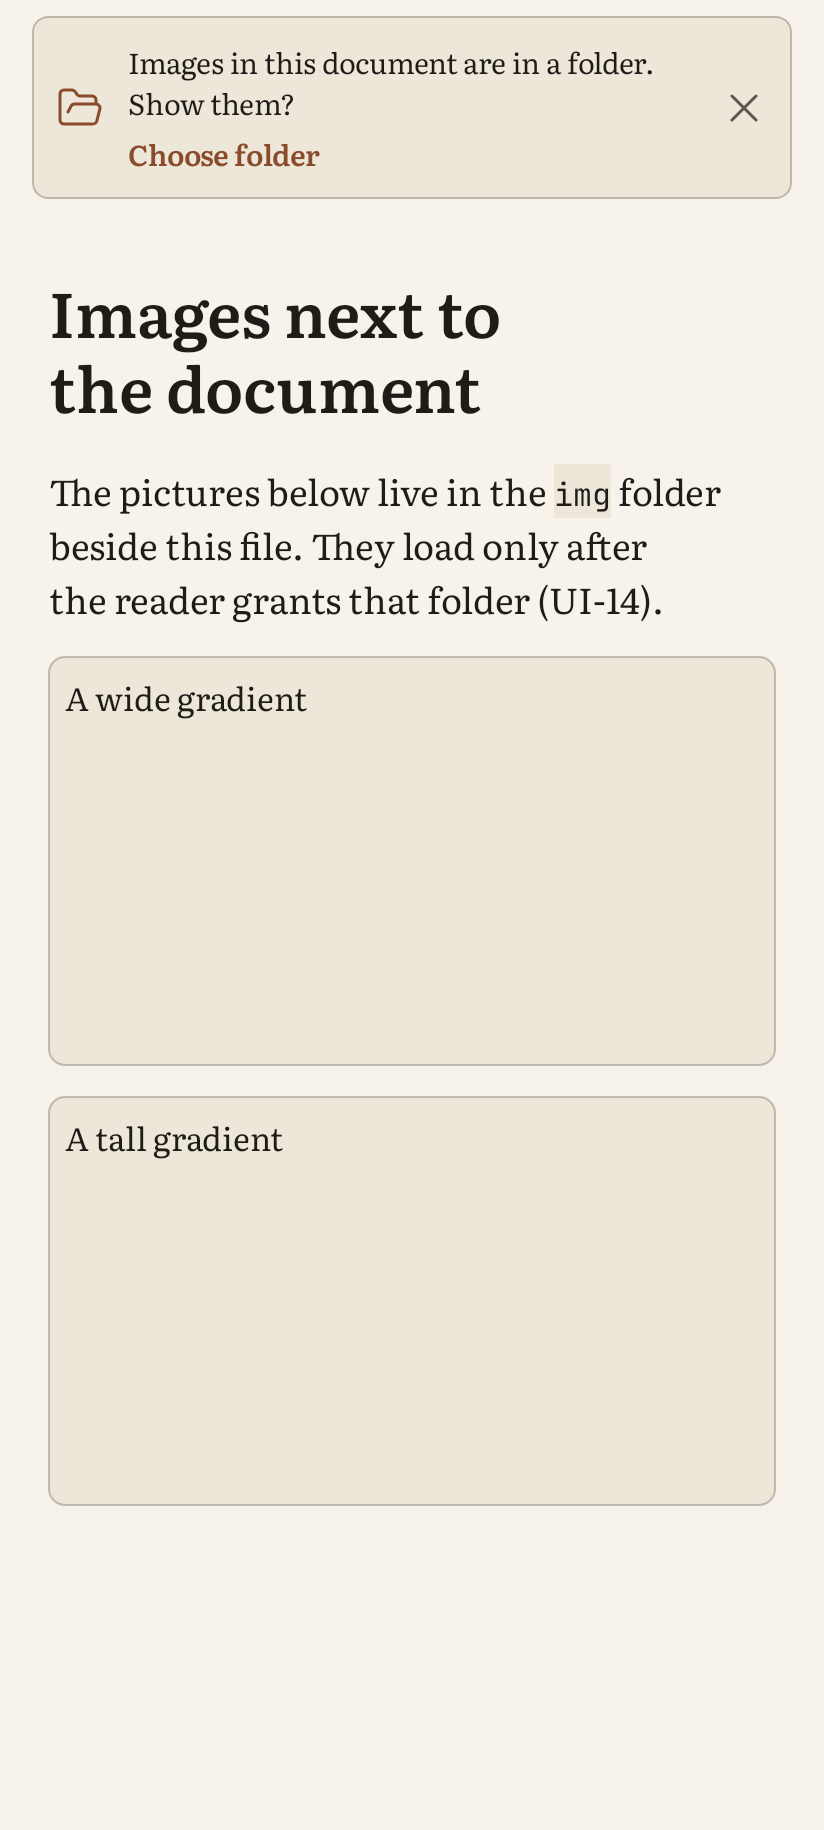 Images in this document are in a folder.
Show them?
Choose folder
Images next to
the document
The pictures below live in the img folder
beside this file. They load only after
the reader grants that folder (UI-14).
A wide gradient
A tall gradient